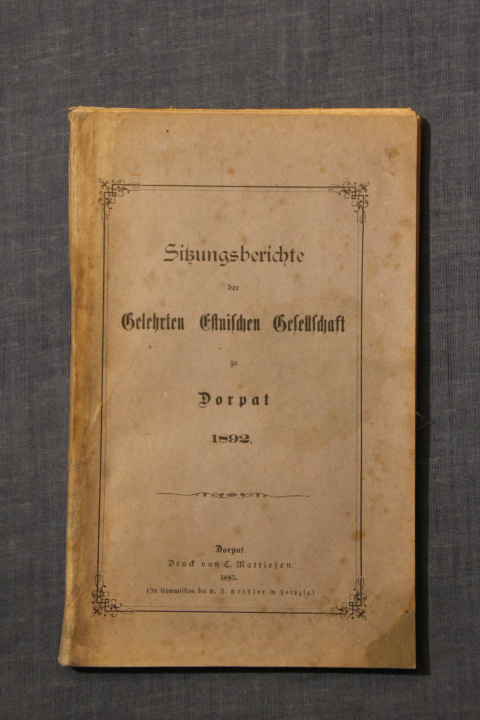 Sitzungsberichte
der
Gelehrten Estnischen Gesellschaft
zu
Dorpat
1892.
Dorpat.
Druck von C. Mattiesen.
1893.
(In Commission bei K. F. Koehler in Leipzig.)